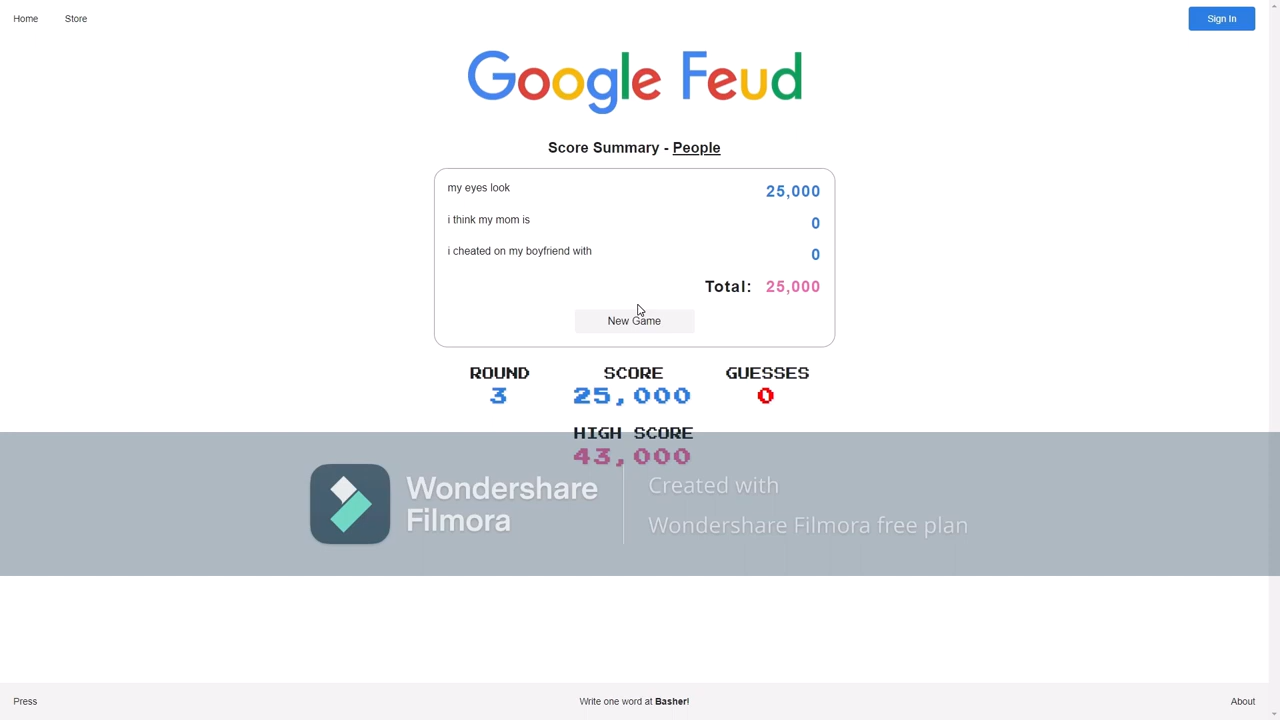 Home Store Sign In
Google Feud
Score Summary - People
my eyes look 25,000
i think my mom is 0
i cheated on my boyfriend with 0
Total: 25,000
New Game
ROUND SCORE GUESSES
3 25,000 0
HIGH SCORE
43,000
Wondershare Filmora
Created with
Wondershare Filmora free plan
Press Write one word at Basher! About